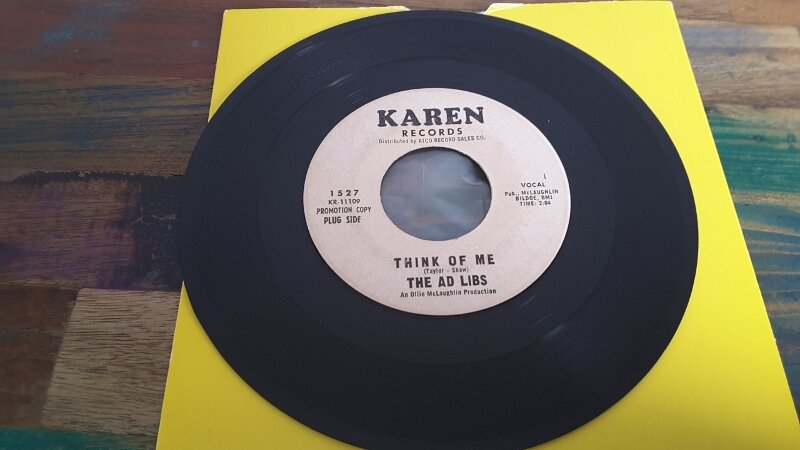 KAREN
RECORDS
Distributed by ATCO RECORD SALES CO.
1527
KR-11109
PROMOTION COPY
PLUG SIDE
1
VOCAL
Pub., McLAUGHLIN
BILDOE, BMI
TIME: 2:04
THINK OF ME
(Taylor - Shaw)
THE AD LIBS
An Ollie McLaughlin Production